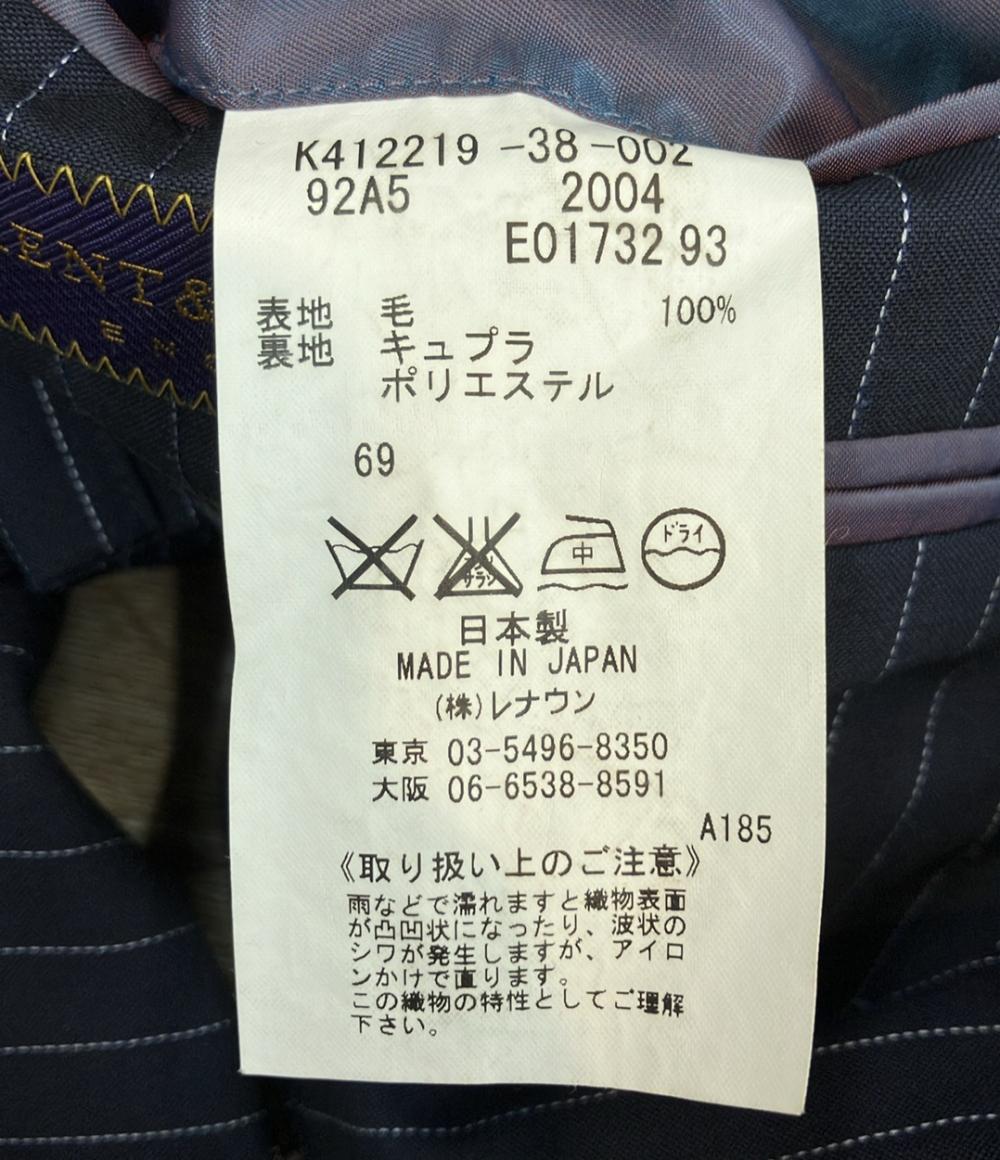 K412219 -38 -002
92A5 2004
E01732 93
表地 毛 100%
裏地 キュプラ
ポリエステル
69
サラシ
中
ドライ
日本製
MADE IN JAPAN
(株)レナウン
東京 03-5496-8350
大阪 06-6538-8591
A185
《取り扱い上のご注意》
雨などで濡れますと織物表面
が凸凹状になったり、波状の
シワが発生しますが、アイロ
ンかけで直ります。
この織物の特性としてご理解
下さい。
ENT &